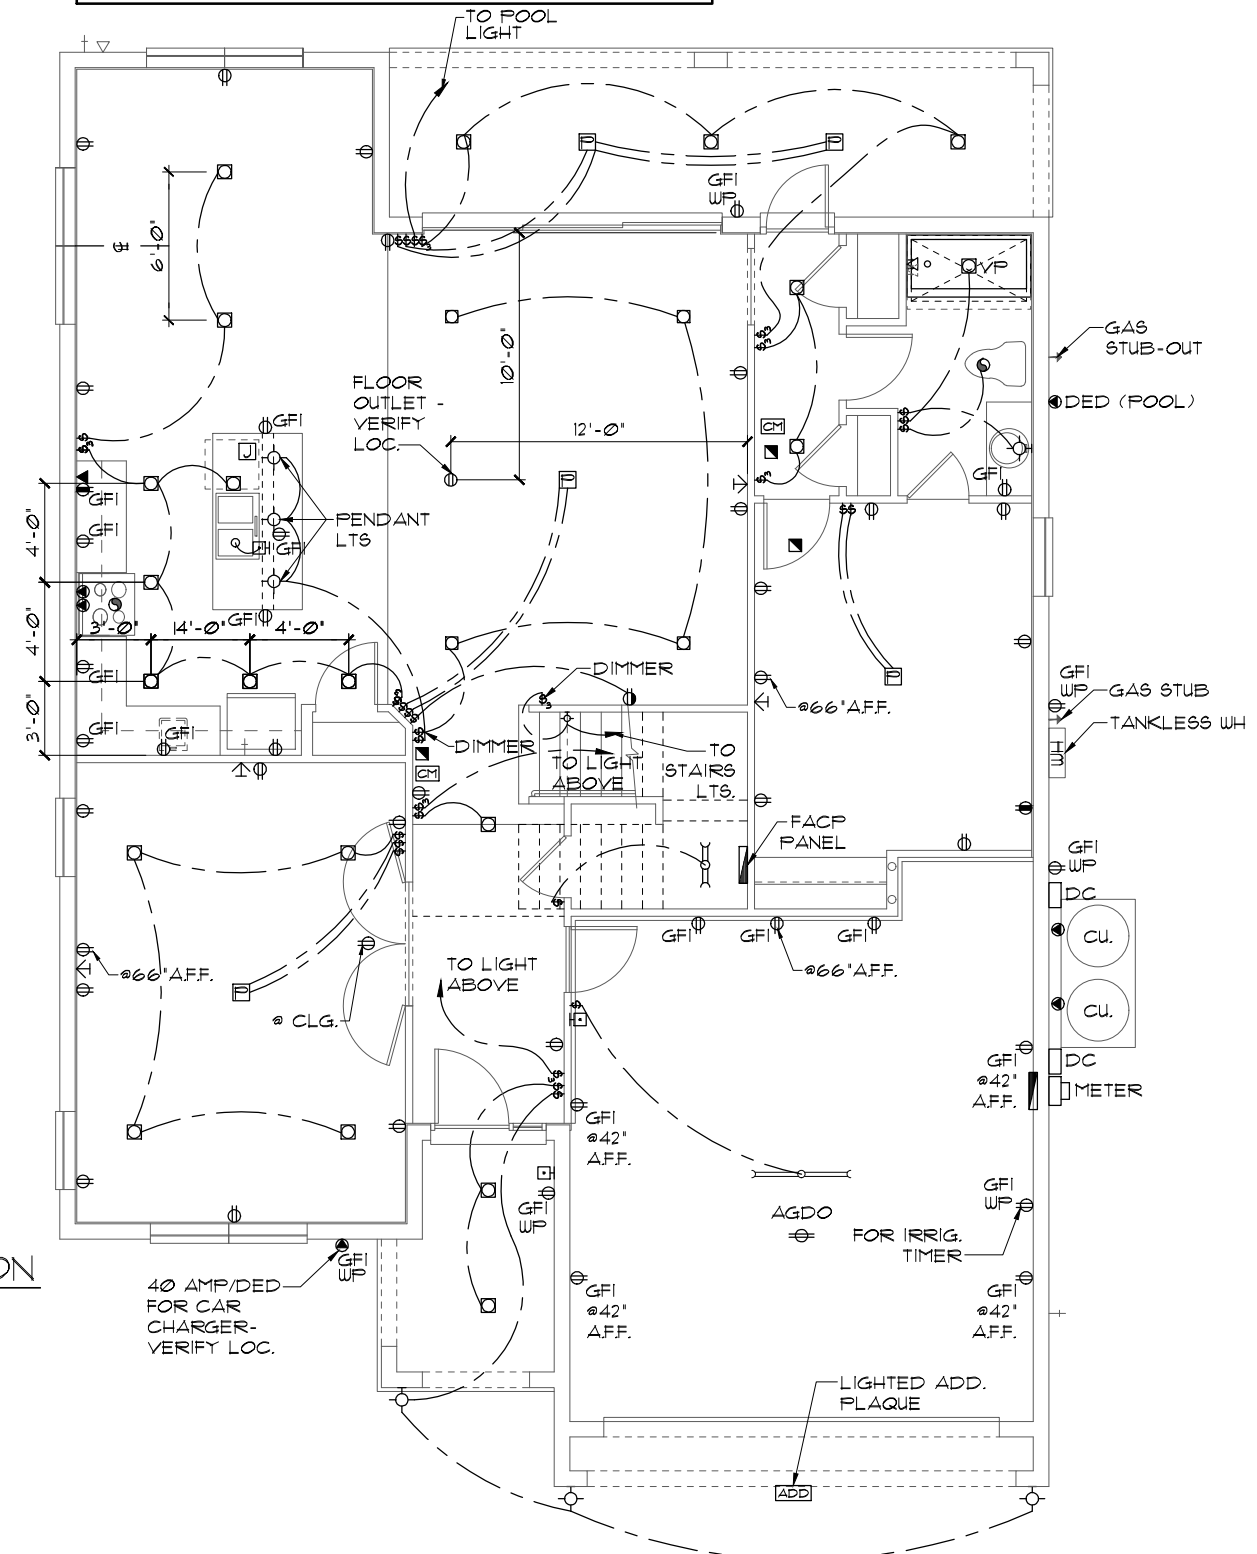 TO POOL
LIGHT
GFI
WP
6'-0"
10'-0"
VP
GAS
STUB-OUT
DED (POOL)
FLOOR
OUTLET -
VERIFY
LOC.
12'-0"
CM
GFI
GFI
J
GFI
GFI
PENDANT
LTS
GFI
4'-0"
4'-0"
3'-0"
3'-0"
14'-0"
4'-0"
GFI
GFI
GFI
GFI
DIMMER
@66"A.F.F.
GFI
WP
GAS STUB
TANKLESS WH
DIMMER
CM
TO LIGHT
ABOVE
TO
STAIRS
LTS.
FACP
PANEL
GFI
WP
DC
CU.
CU.
DC
METER
GFI
GFI
GFI
@66"A.F.F.
@66"A.F.F.
@ CLG.
TO LIGHT
ABOVE
GFI
@42"
A.F.F.
GFI
@42"
A.F.F.
GFI
WP
GFI
WP
AGDO
FOR IRRIG.
TIMER
ON
40 AMP/DED
FOR CAR
CHARGER-
VERIFY LOC.
GFI
WP
GFI
@42"
A.F.F.
GFI
@42"
A.F.F.
LIGHTED ADD.
PLAQUE
ADD